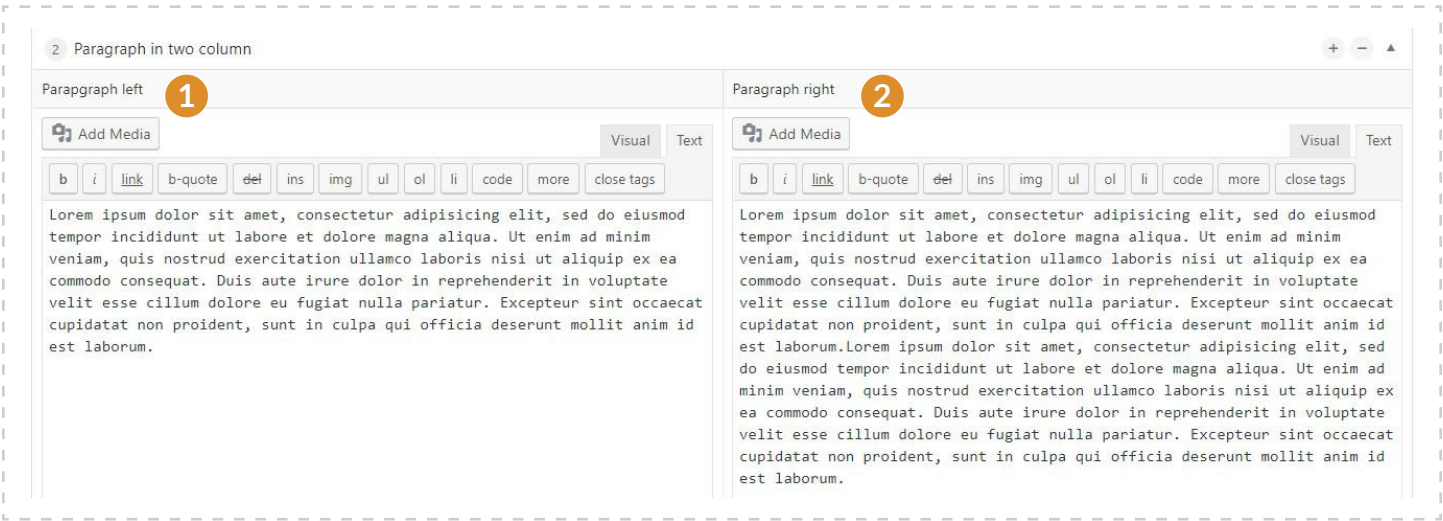 2 Paragraph in two column + − ▲
Parapgraph left 1
Add Media
Visual Text
b i link b-quote del ins img ul ol li code more close tags
Lorem ipsum dolor sit amet, consectetur adipisicing elit, sed do eiusmod
tempor incididunt ut labore et dolore magna aliqua. Ut enim ad minim
veniam, quis nostrud exercitation ullamco laboris nisi ut aliquip ex ea
commodo consequat. Duis aute irure dolor in reprehenderit in voluptate
velit esse cillum dolore eu fugiat nulla pariatur. Excepteur sint occaecat
cupidatat non proident, sunt in culpa qui officia deserunt mollit anim id
est laborum.
Paragraph right 2
Add Media
Visual Text
b i link b-quote del ins img ul ol li code more close tags
Lorem ipsum dolor sit amet, consectetur adipisicing elit, sed do eiusmod
tempor incididunt ut labore et dolore magna aliqua. Ut enim ad minim
veniam, quis nostrud exercitation ullamco laboris nisi ut aliquip ex ea
commodo consequat. Duis aute irure dolor in reprehenderit in voluptate
velit esse cillum dolore eu fugiat nulla pariatur. Excepteur sint occaecat
cupidatat non proident, sunt in culpa qui officia deserunt mollit anim id
est laborum.Lorem ipsum dolor sit amet, consectetur adipisicing elit, sed
do eiusmod tempor incididunt ut labore et dolore magna aliqua. Ut enim ad
minim veniam, quis nostrud exercitation ullamco laboris nisi ut aliquip ex
ea commodo consequat. Duis aute irure dolor in reprehenderit in voluptate
velit esse cillum dolore eu fugiat nulla pariatur. Excepteur sint occaecat
cupidatat non proident, sunt in culpa qui officia deserunt mollit anim id
est laborum.